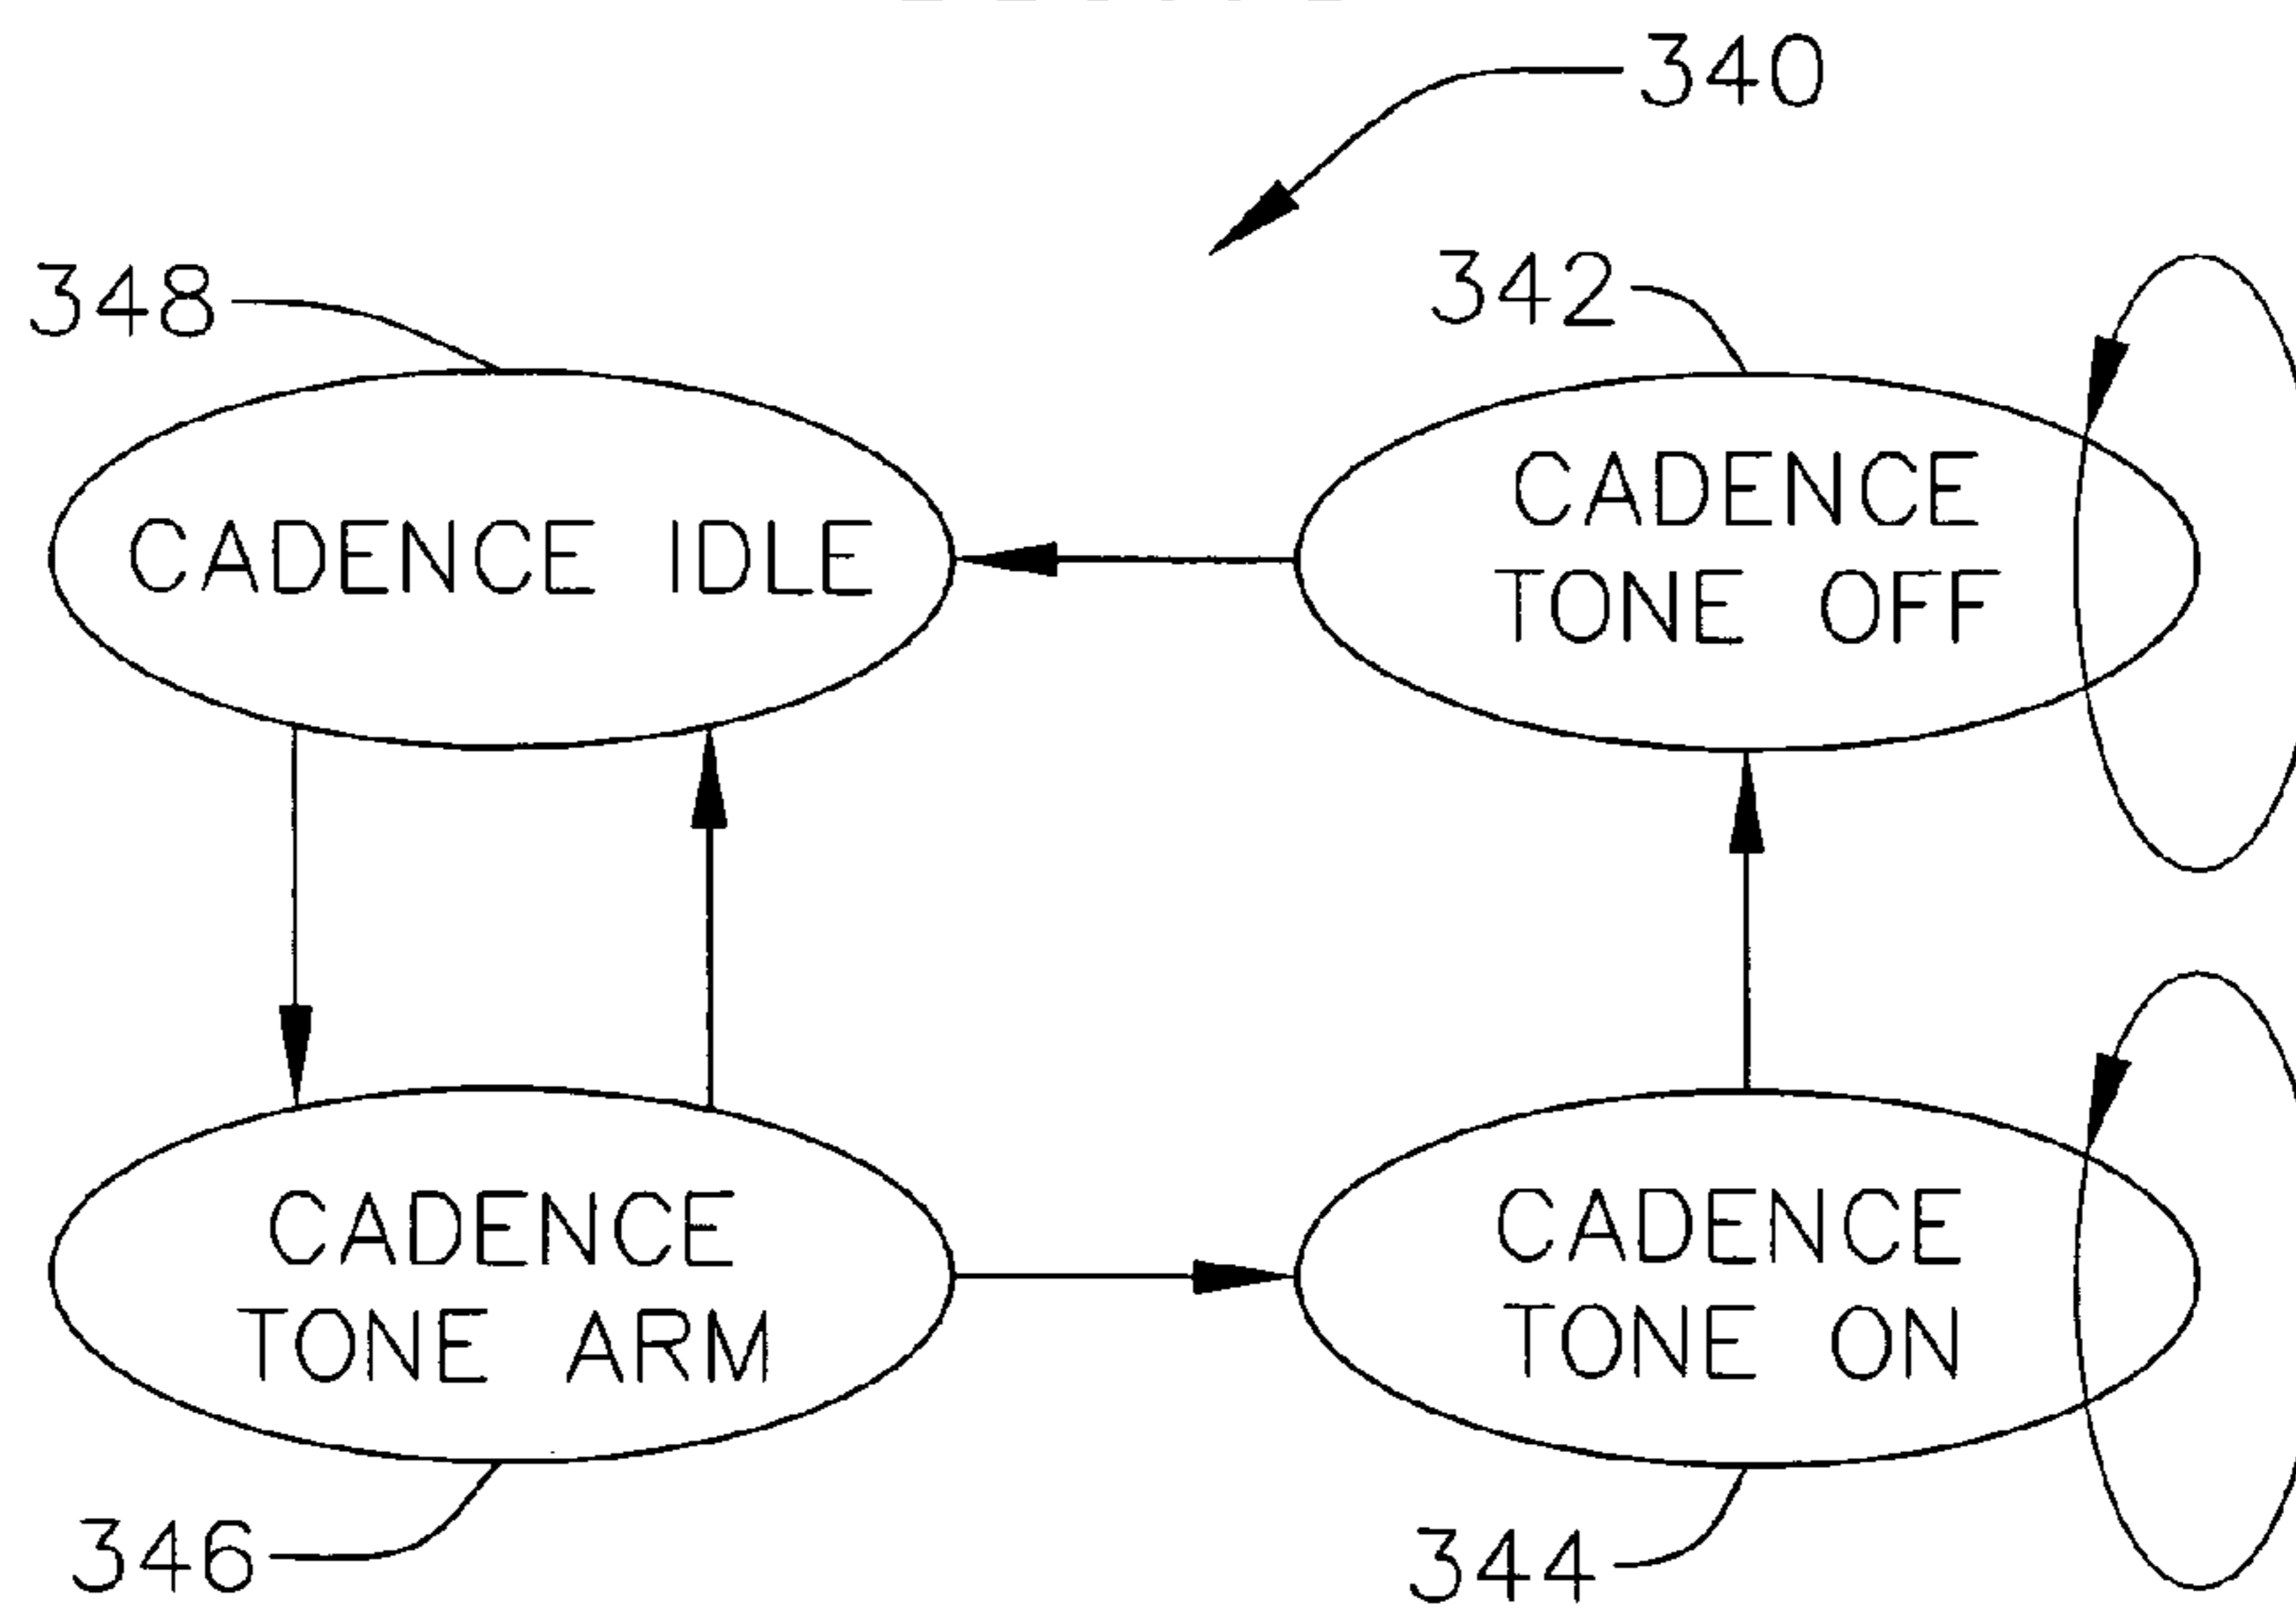 340
348
342
CADENCE IDLE
CADENCE
TONE OFF
CADENCE
TONE ARM
CADENCE
TONE ON
346
344